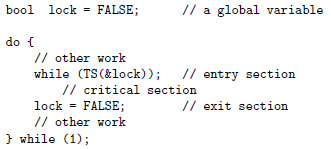 bool lock = FALSE; // a global variable
do {
// other work
while (TS(&lock)); // entry section
// critical section
lock = FALSE; // exit section
// other work
} while (1);